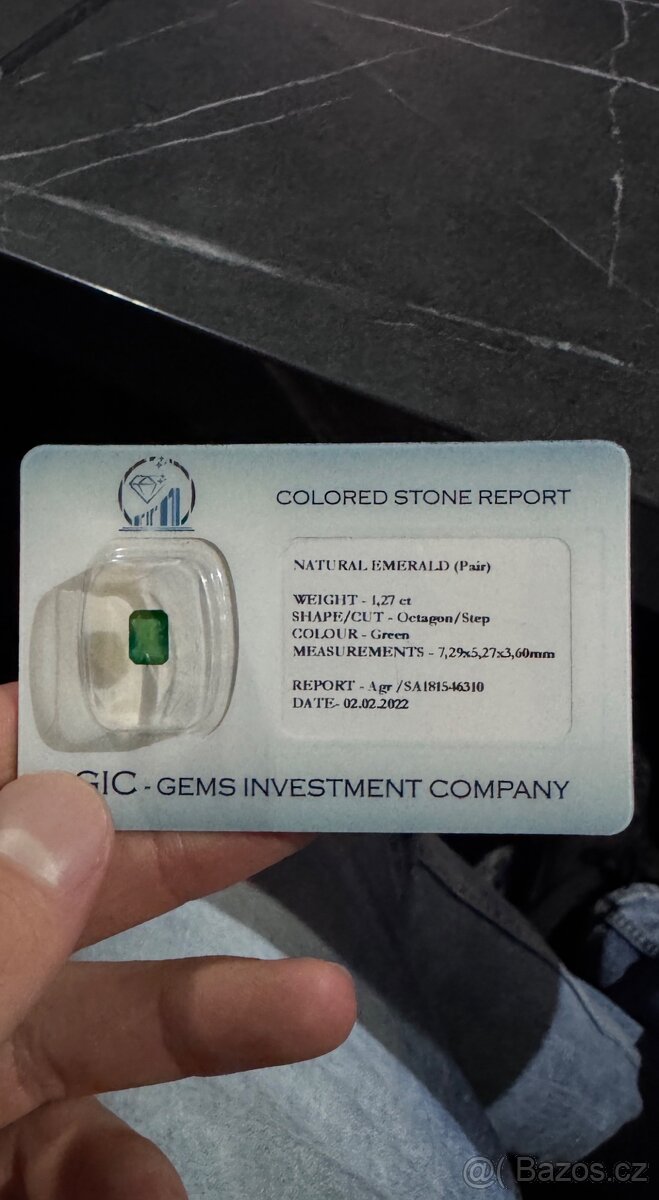 COLORED STONE REPORT
NATURAL EMERALD (Pair)
WEIGHT - 1,27 ct
SHAPE/CUT - Octagon/Step
COLOUR - Green
MEASUREMENTS - 7,29x5,27x3,60mm
REPORT - Agr /SA181546310
DATE- 02.02.2022
GIC - GEMS INVESTMENT COMPANY
@( Bazos.cz